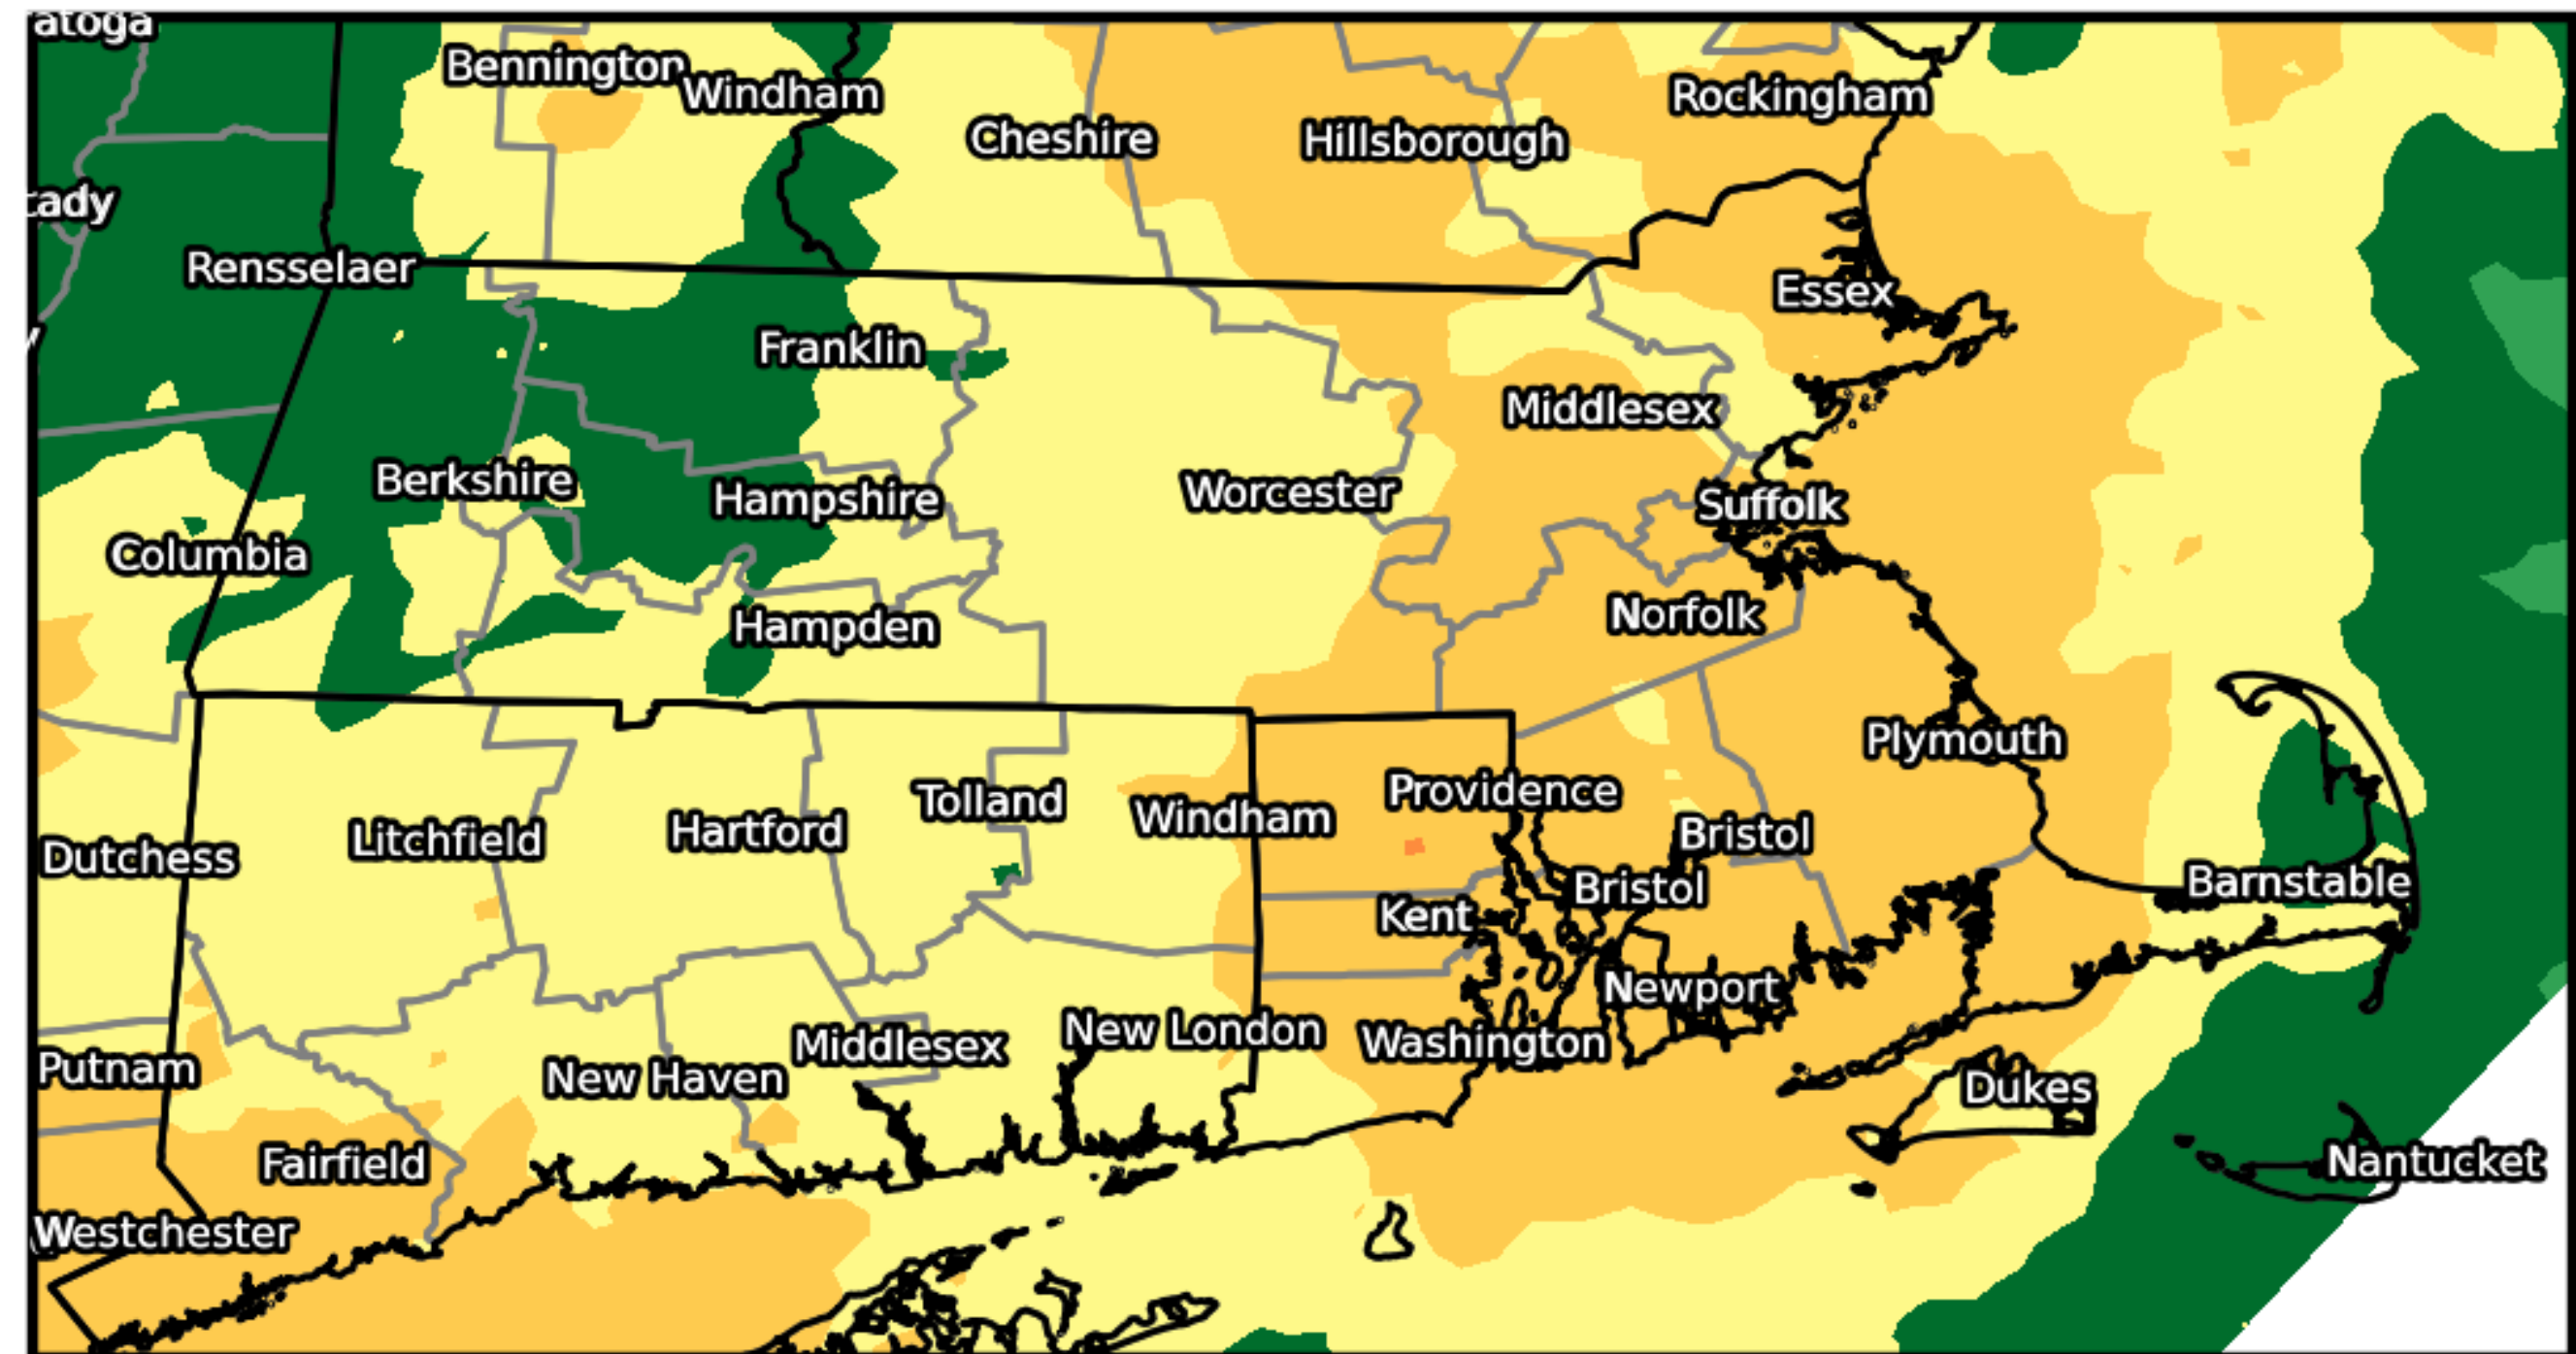 atoga
Bennington
Windham
Rockingham
Cheshire
Hillsborough
cady
Rensselaer
Essex
y
Franklin
Middlesex
Berkshire
Hampshire
Worcester
Suffolk
Columbia
Hampden
Norfolk
Plymouth
Providence
Tolland
Windham
Litchfield
Hartford
Bristol
Dutchess
Barnstable
Bristol
Kent
Newport
New London
Washington
Middlesex
Putnam
New Haven
Dukes
Fairfield
Nantucket
Westchester